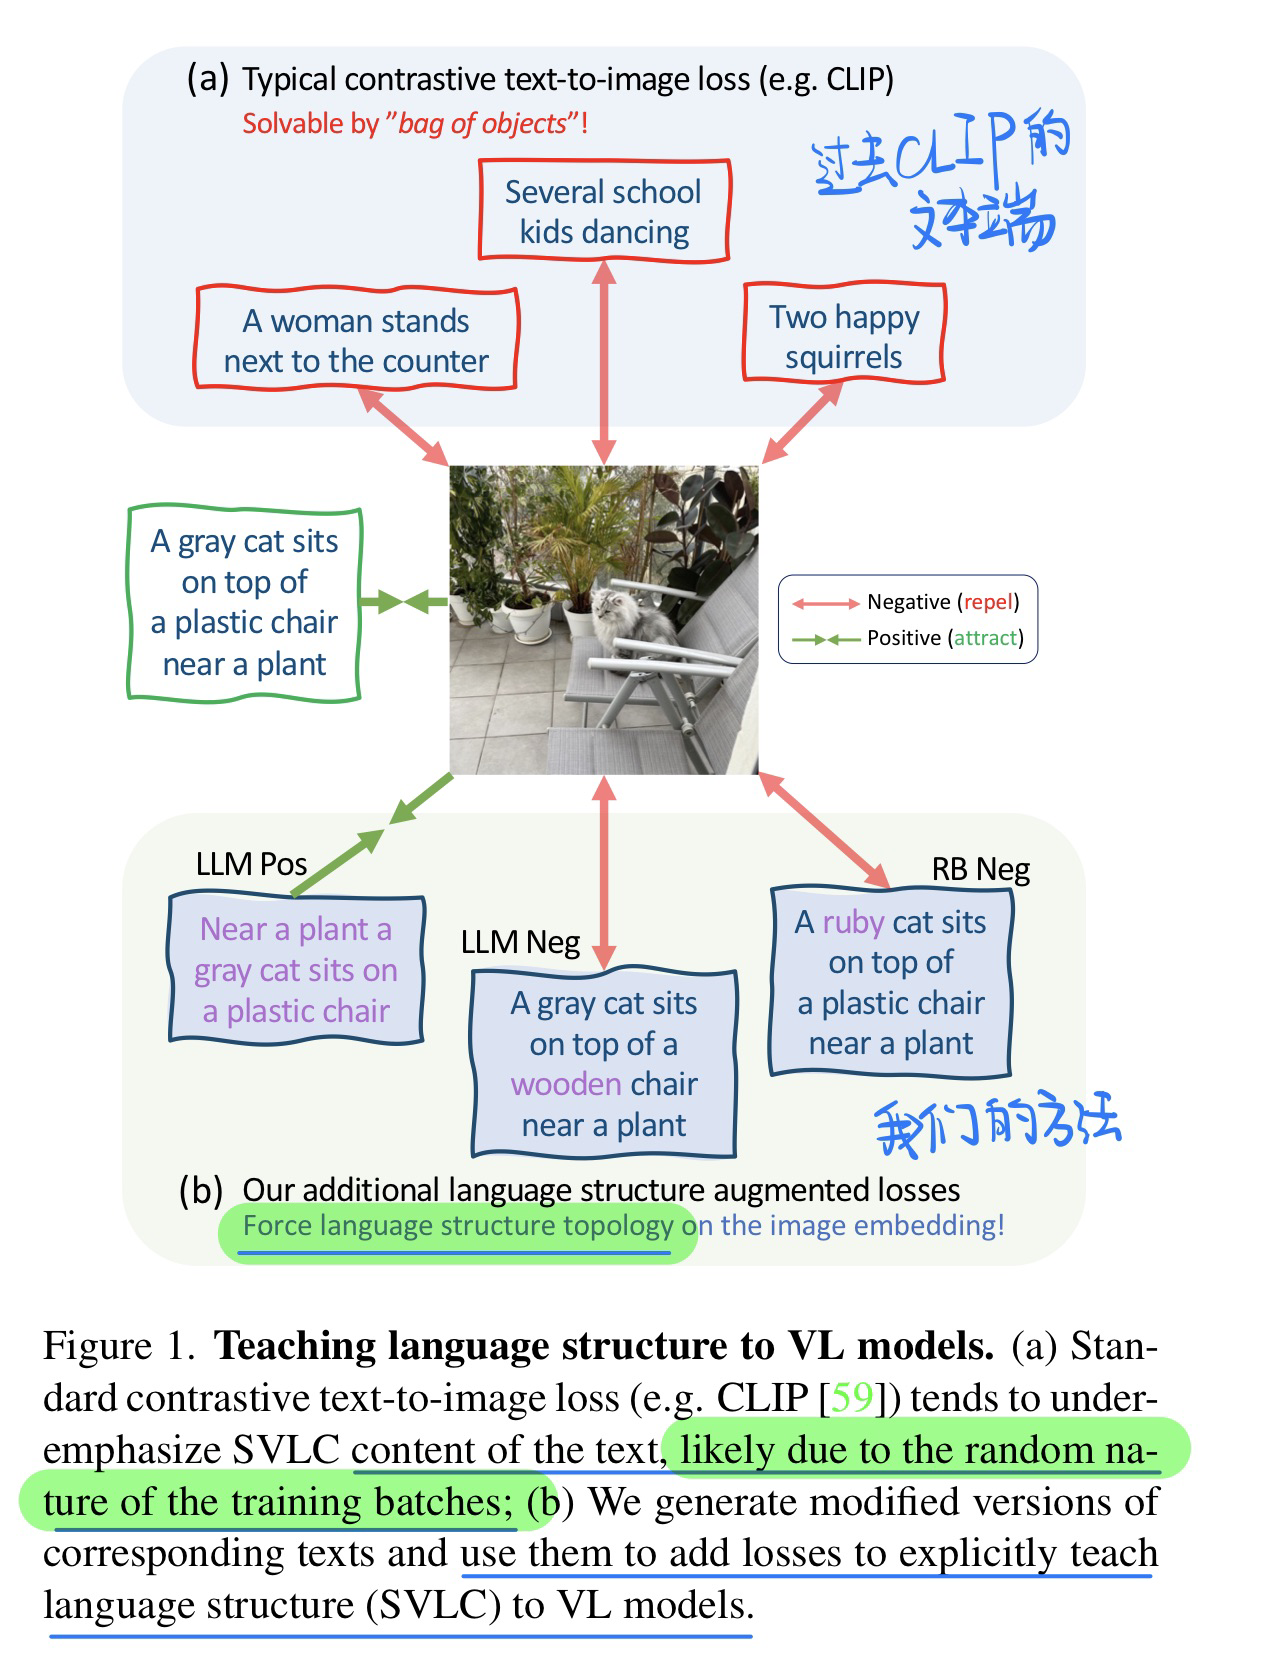 (a) Typical contrastive text-to-image loss (e.g. CLIP)
Solvable by ”bag of objects”!
过去CLIP的
文本端
Several school
kids dancing
A woman stands
next to the counter
Two happy
squirrels
A gray cat sits
on top of
a plastic chair
near a plant
Negative (repel)
Positive (attract)
LLM Pos
Near a plant a
gray cat sits on
a plastic chair
LLM Neg
A gray cat sits
on top of a
wooden chair
near a plant
RB Neg
A ruby cat sits
on top of
a plastic chair
near a plant
我们的方法
(b) Our additional language structure augmented losses
Force language structure topology on the image embedding!
Figure 1. Teaching language structure to VL models. (a) Stan-
dard contrastive text-to-image loss (e.g. CLIP [59]) tends to under-
emphasize SVLC content of the text, likely due to the random na-
ture of the training batches; (b) We generate modified versions of
corresponding texts and use them to add losses to explicitly teach
language structure (SVLC) to VL models.